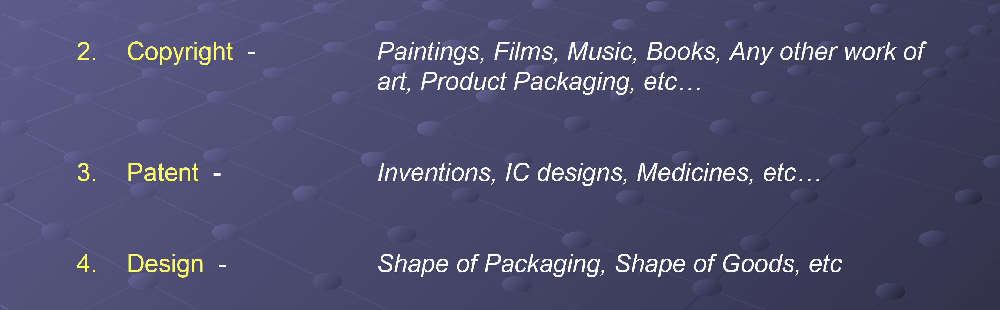 2. Copyright - Paintings, Films, Music, Books, Any other work of
art, Product Packaging, etc…
3. Patent - Inventions, IC designs, Medicines, etc…
4. Design - Shape of Packaging, Shape of Goods, etc